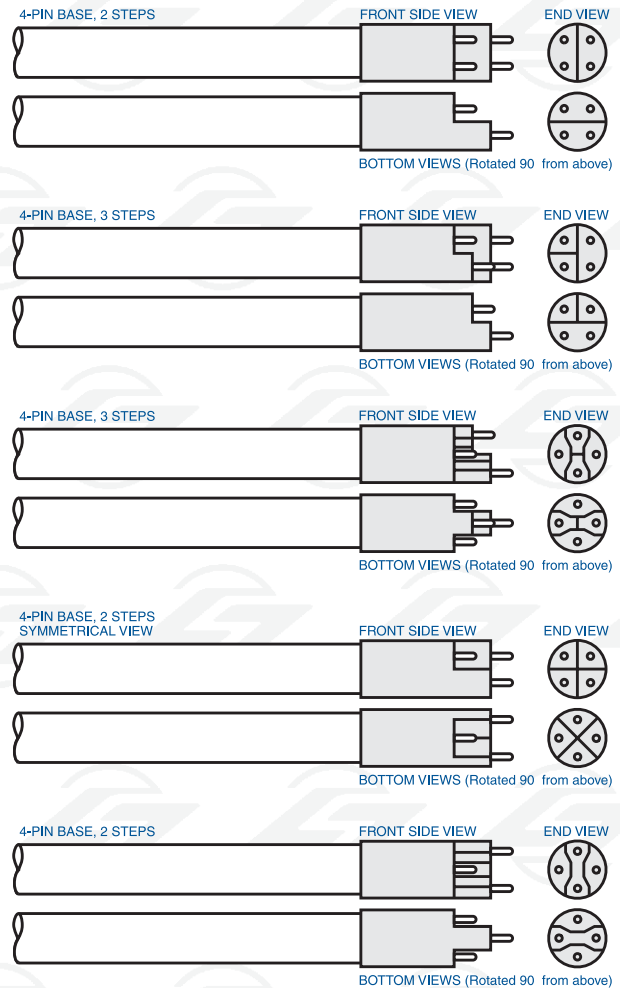 4-PIN BASE, 2 STEPS FRONT SIDE VIEW END VIEW
BOTTOM VIEWS (Rotated 90 from above)
4-PIN BASE, 3 STEPS FRONT SIDE VIEW END VIEW
BOTTOM VIEWS (Rotated 90 from above)
4-PIN BASE, 3 STEPS FRONT SIDE VIEW END VIEW
BOTTOM VIEWS (Rotated 90 from above)
4-PIN BASE, 2 STEPS
SYMMETRICAL VIEW FRONT SIDE VIEW END VIEW
BOTTOM VIEWS (Rotated 90 from above)
4-PIN BASE, 2 STEPS FRONT SIDE VIEW END VIEW
BOTTOM VIEWS (Rotated 90 from above)